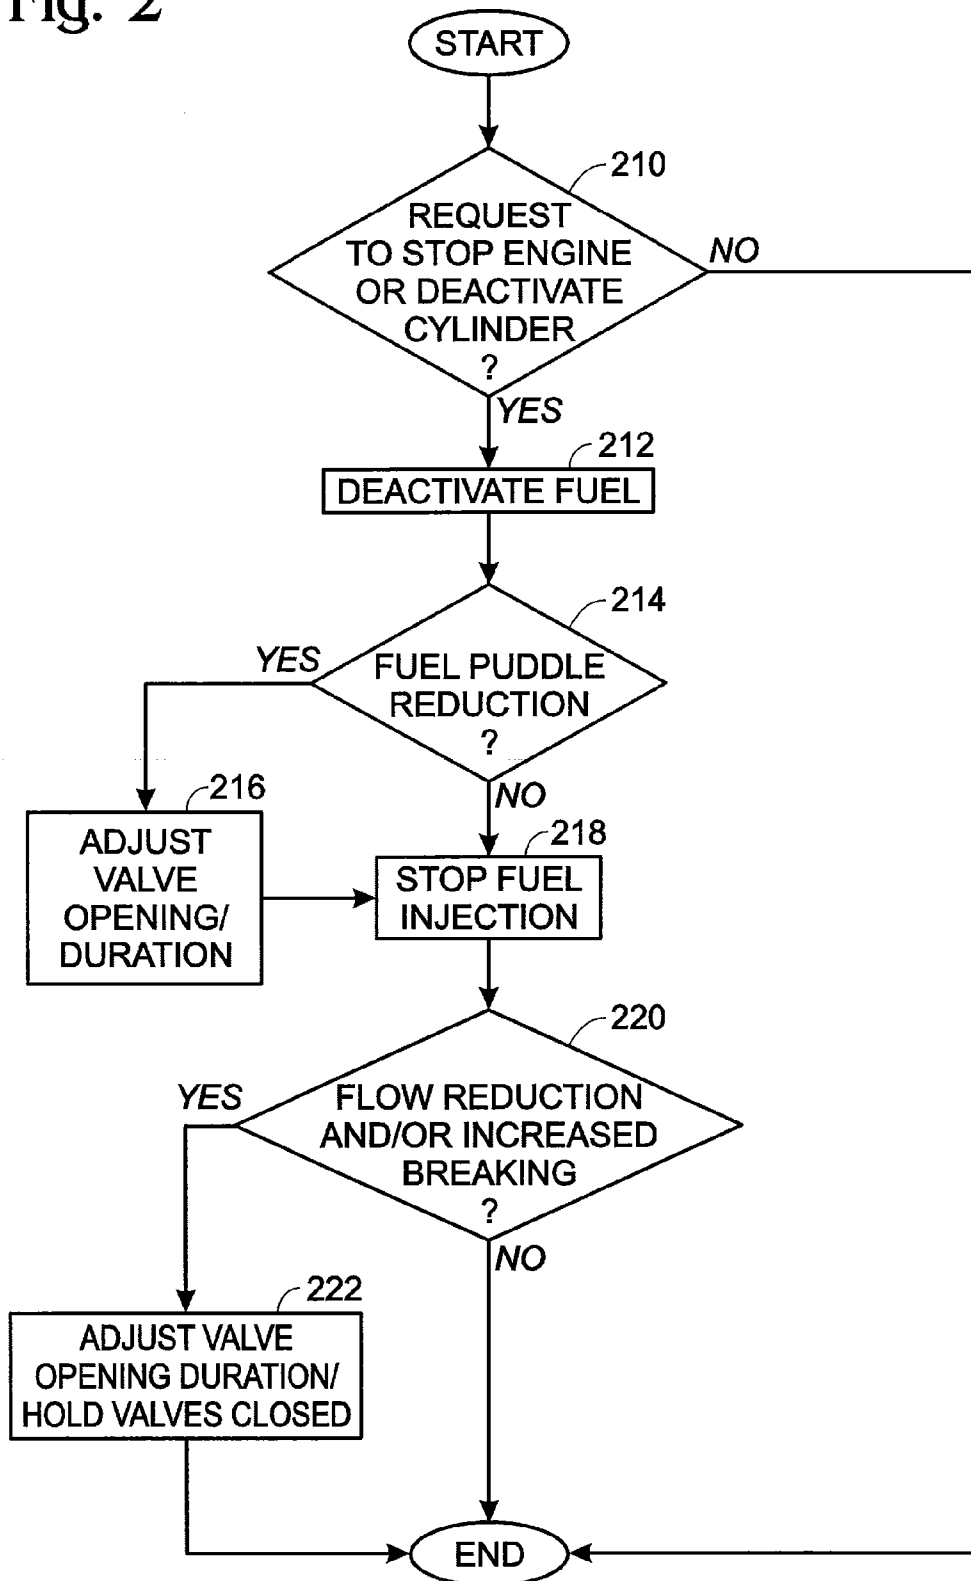 Fig. 2
START
210
REQUEST
TO STOP ENGINE
OR DEACTIVATE
CYLINDER
?
NO
YES
212
DEACTIVATE FUEL
214
FUEL PUDDLE
REDUCTION
?
YES
NO
216
ADJUST
VALVE
OPENING/
DURATION
218
STOP FUEL
INJECTION
220
FLOW REDUCTION
AND/OR INCREASED
BREAKING
?
YES
NO
222
ADJUST VALVE
OPENING DURATION/
HOLD VALVES CLOSED
END